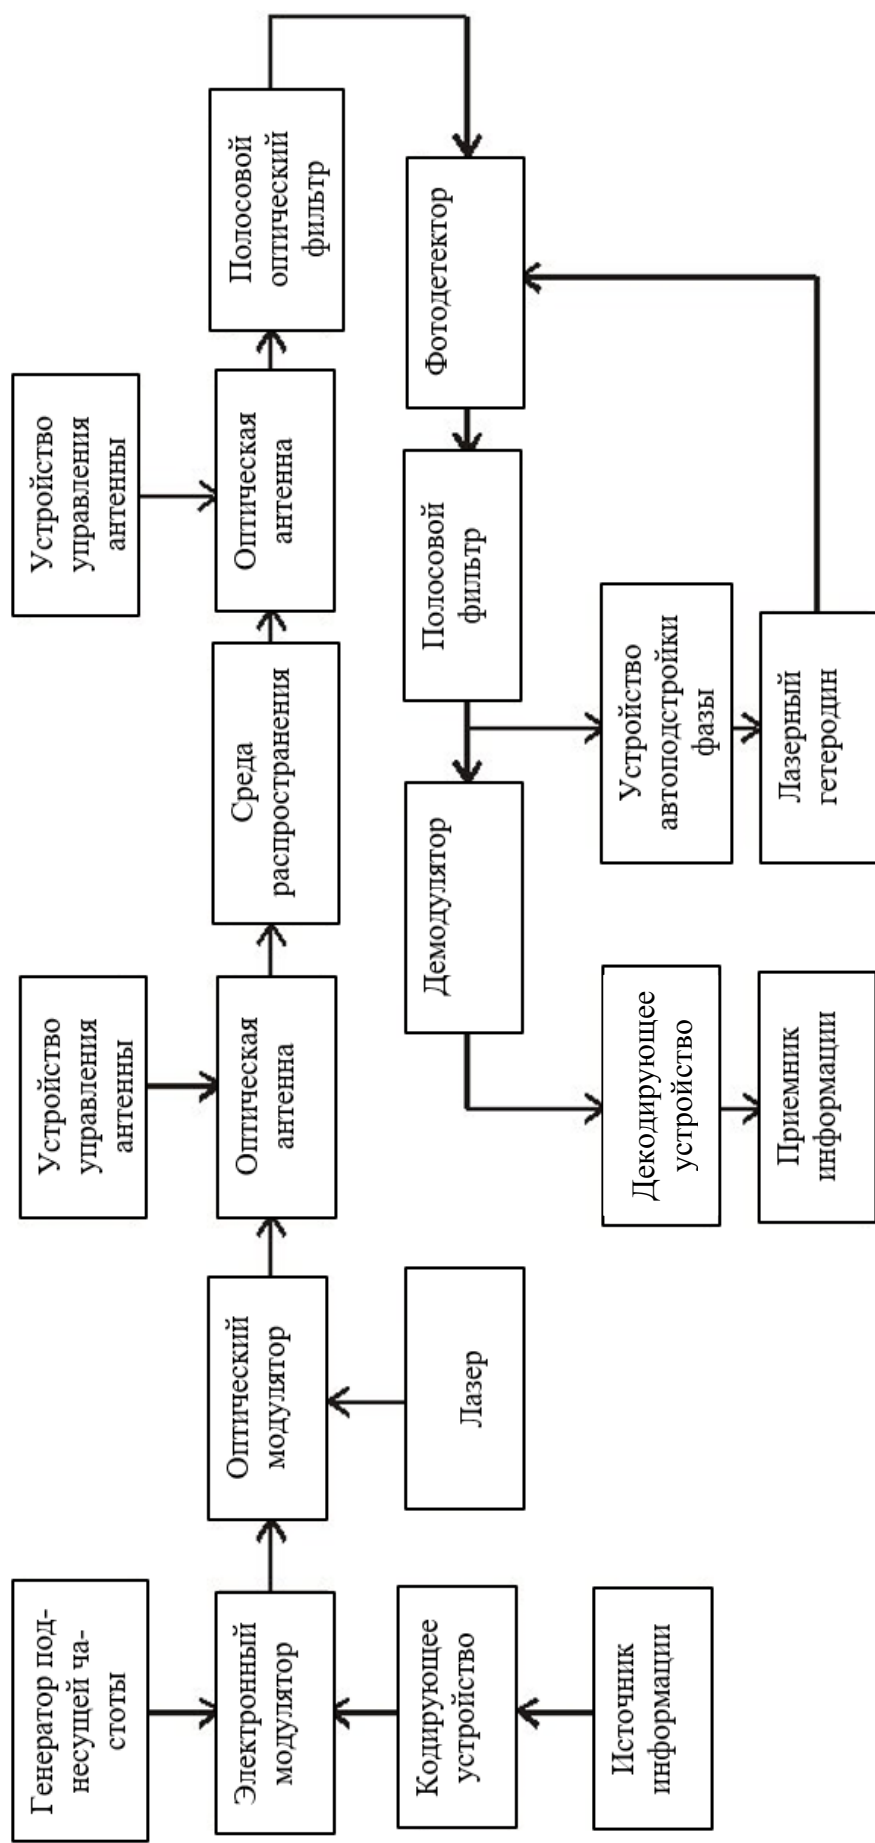 Генератор под-
несущей ча-
стоты
Электронный
модулятор
Кодирующее
устройство
Источник
информации
Оптический
модулятор
Лазер
Устройство
управления
антенны
Оптическая
антенна
Среда
распространения
Устройство
управления
антенны
Оптическая
антенна
Полосовой
оптический
фильтр
Фотодетектор
Полосовой
фильтр
Устройство
автоподстройки
фазы
Лазерный
гетеродин
Демодулятор
Декодирующее
устройство
Приемник
информации